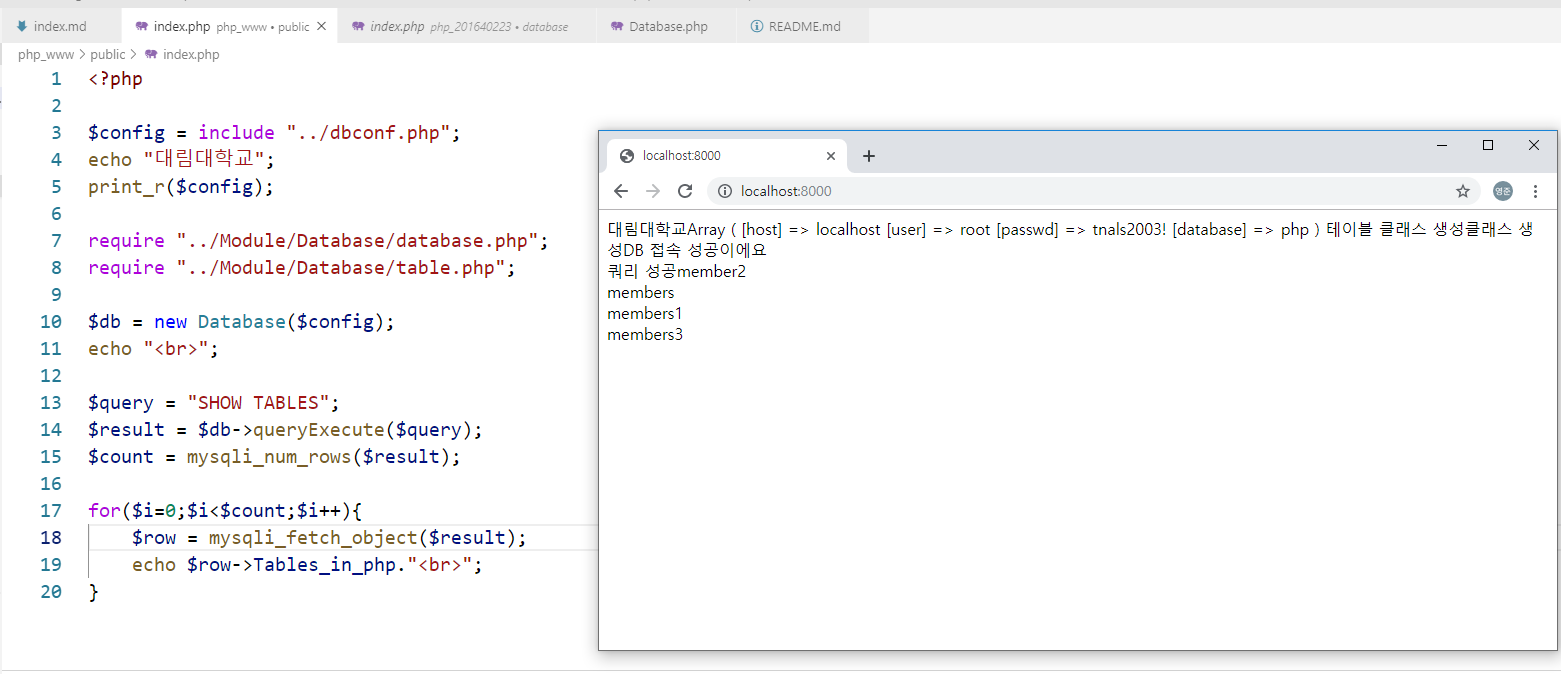 index.md
index.php php_www • public
index.php php_201640223 • database
Database.php
README.md
php_www > public > index.php
1 <?php
2
3 $config = include "../dbconf.php";
4 echo "대림대학교";
5 print_r($config);
6
7 require "../Module/Database/database.php";
8 require "../Module/Database/table.php";
9
10 $db = new Database($config);
11 echo "<br>";
12
13 $query = "SHOW TABLES";
14 $result = $db->queryExecute($query);
15 $count = mysqli_num_rows($result);
16
17 for($i=0;$i<$count;$i++){
18 $row = mysqli_fetch_object($result);
19 echo $row->Tables_in_php."<br>";
20 }
localhost:8000
localhost:8000
영준
대림대학교Array ( [host] => localhost [user] => root [passwd] => tnals2003! [database] => php ) 테이블 클래스 생성클래스 생
성DB 접속 성공이에요
쿼리 성공member2
members
members1
members3